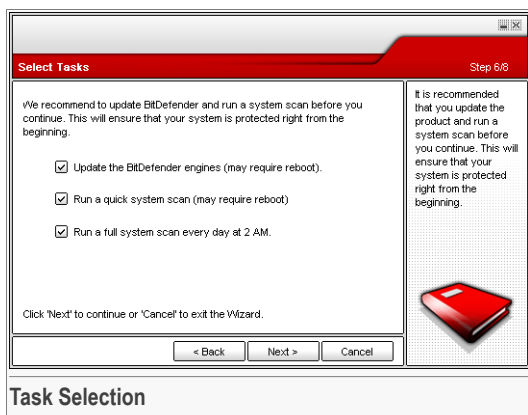 Select Tasks
Step 6/8
We recommend to update BitDefender and run a system scan before you
continue. This will ensure that your system is protected right from the
beginning.
Update the BitDefender engines (may require reboot).
Run a quick system scan (may require reboot)
Run a full system scan every day at 2 AM.
Click 'Next' to continue or 'Cancel' to exit the Wizard.
It is recommended
that you update the
product and run a
system scan before
you continue. This will
ensure that your
system is protected
right from the
beginning.
< Back
Next >
Cancel
Task Selection